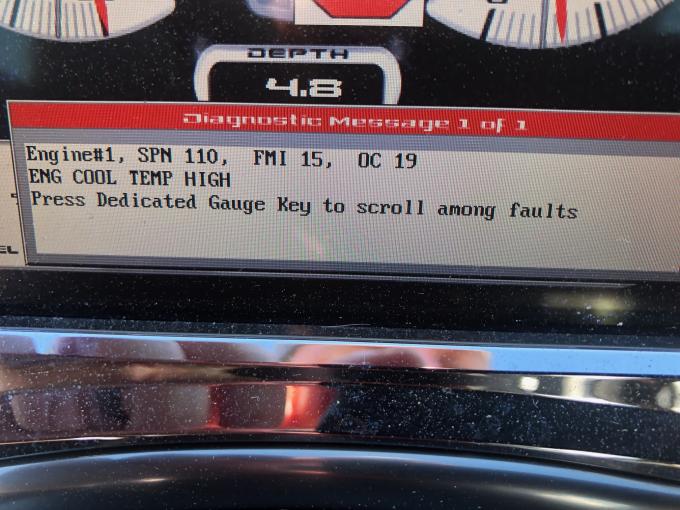 DEPTH
4.8
Diagnostic Message 1 of 1
Engine#1, SPN 110, FMI 15, OC 19
ENG COOL TEMP HIGH
Press Dedicated Gauge Key to scroll among faults
EL